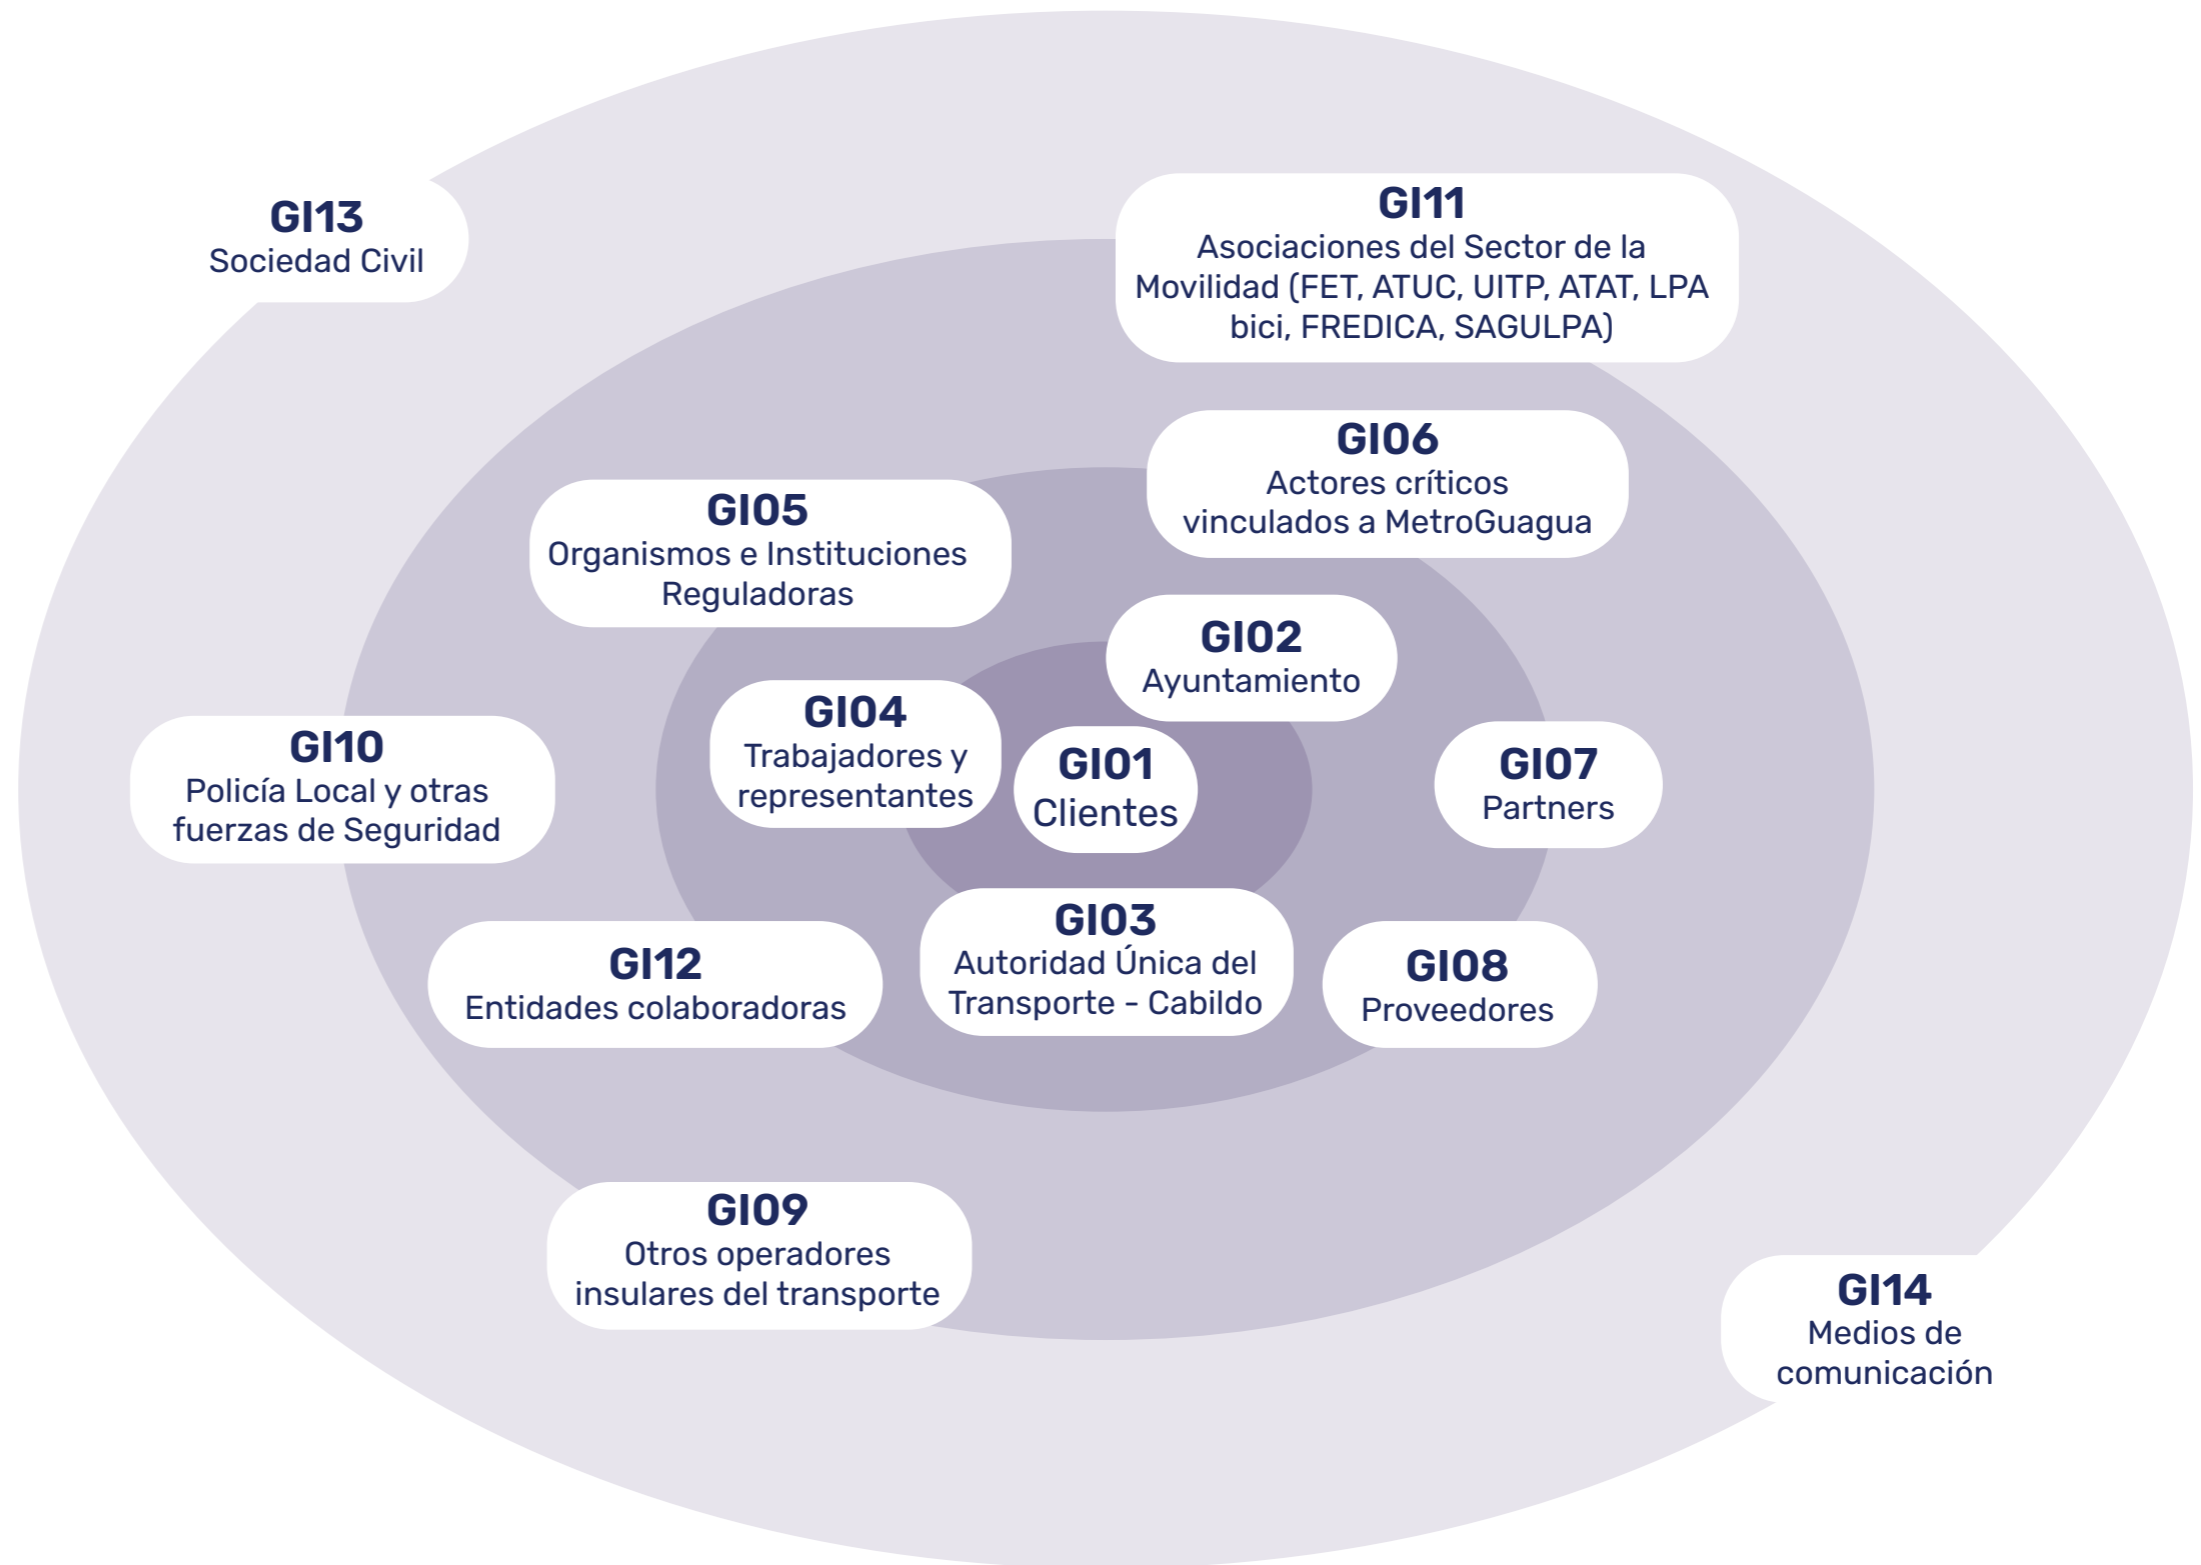 GI13
Sociedad Civil
GI11
Asociaciones del Sector de la
Movilidad (FET, ATUC, UITP, ATAT, LPA
bici, FREDICA, SAGULPA)
GI06
Actores críticos
vinculados a MetroGuagua
GI05
Organismos e Instituciones
Reguladoras
GI02
Ayuntamiento
GI04
Trabajadores y
representantes
GI10
Policía Local y otras
fuerzas de Seguridad
GI01
Clientes
GI07
Partners
GI03
Autoridad Única del
Transporte - Cabildo
GI12
Entidades colaboradoras
GI08
Proveedores
GI09
Otros operadores
insulares del transporte
GI14
Medios de
comunicación